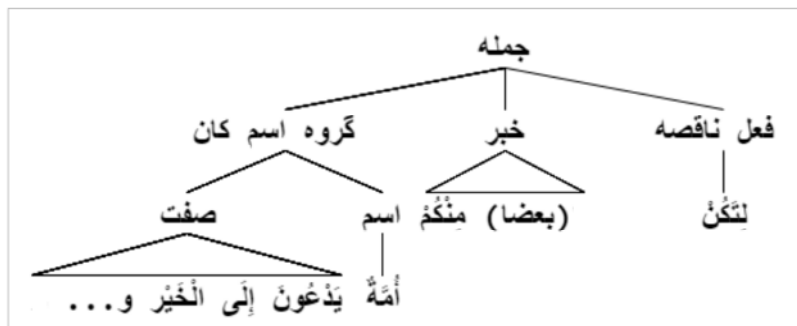 جمله
فعل ناقصه خبر گروه اسم کان
لِتَكُنْ (بعضا) مِنْكُمْ اسم صفت
أُمَّةٌ يَدْعُونَ إِلَى الْخَيْرِ و...